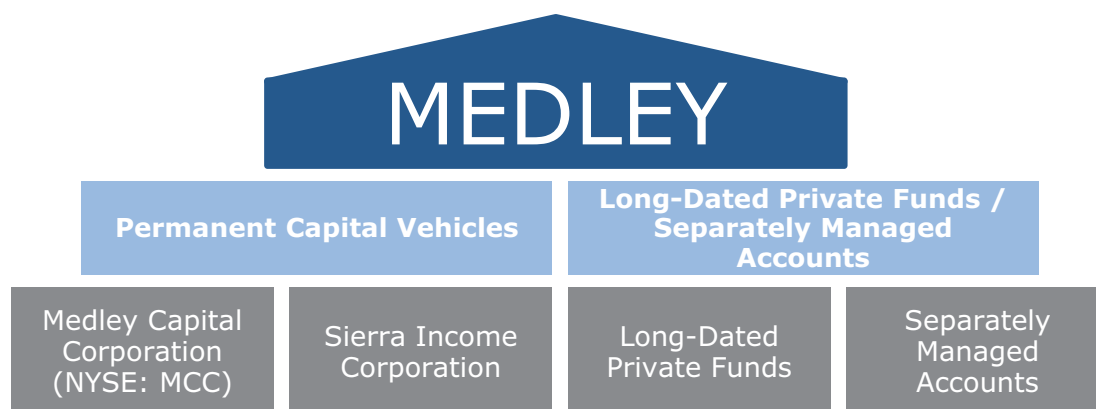 MEDLEY
Permanent Capital Vehicles
Long-Dated Private Funds /
Separately Managed
Accounts
Medley Capital
Corporation
(NYSE: MCC)
Sierra Income
Corporation
Long-Dated
Private Funds
Separately
Managed
Accounts